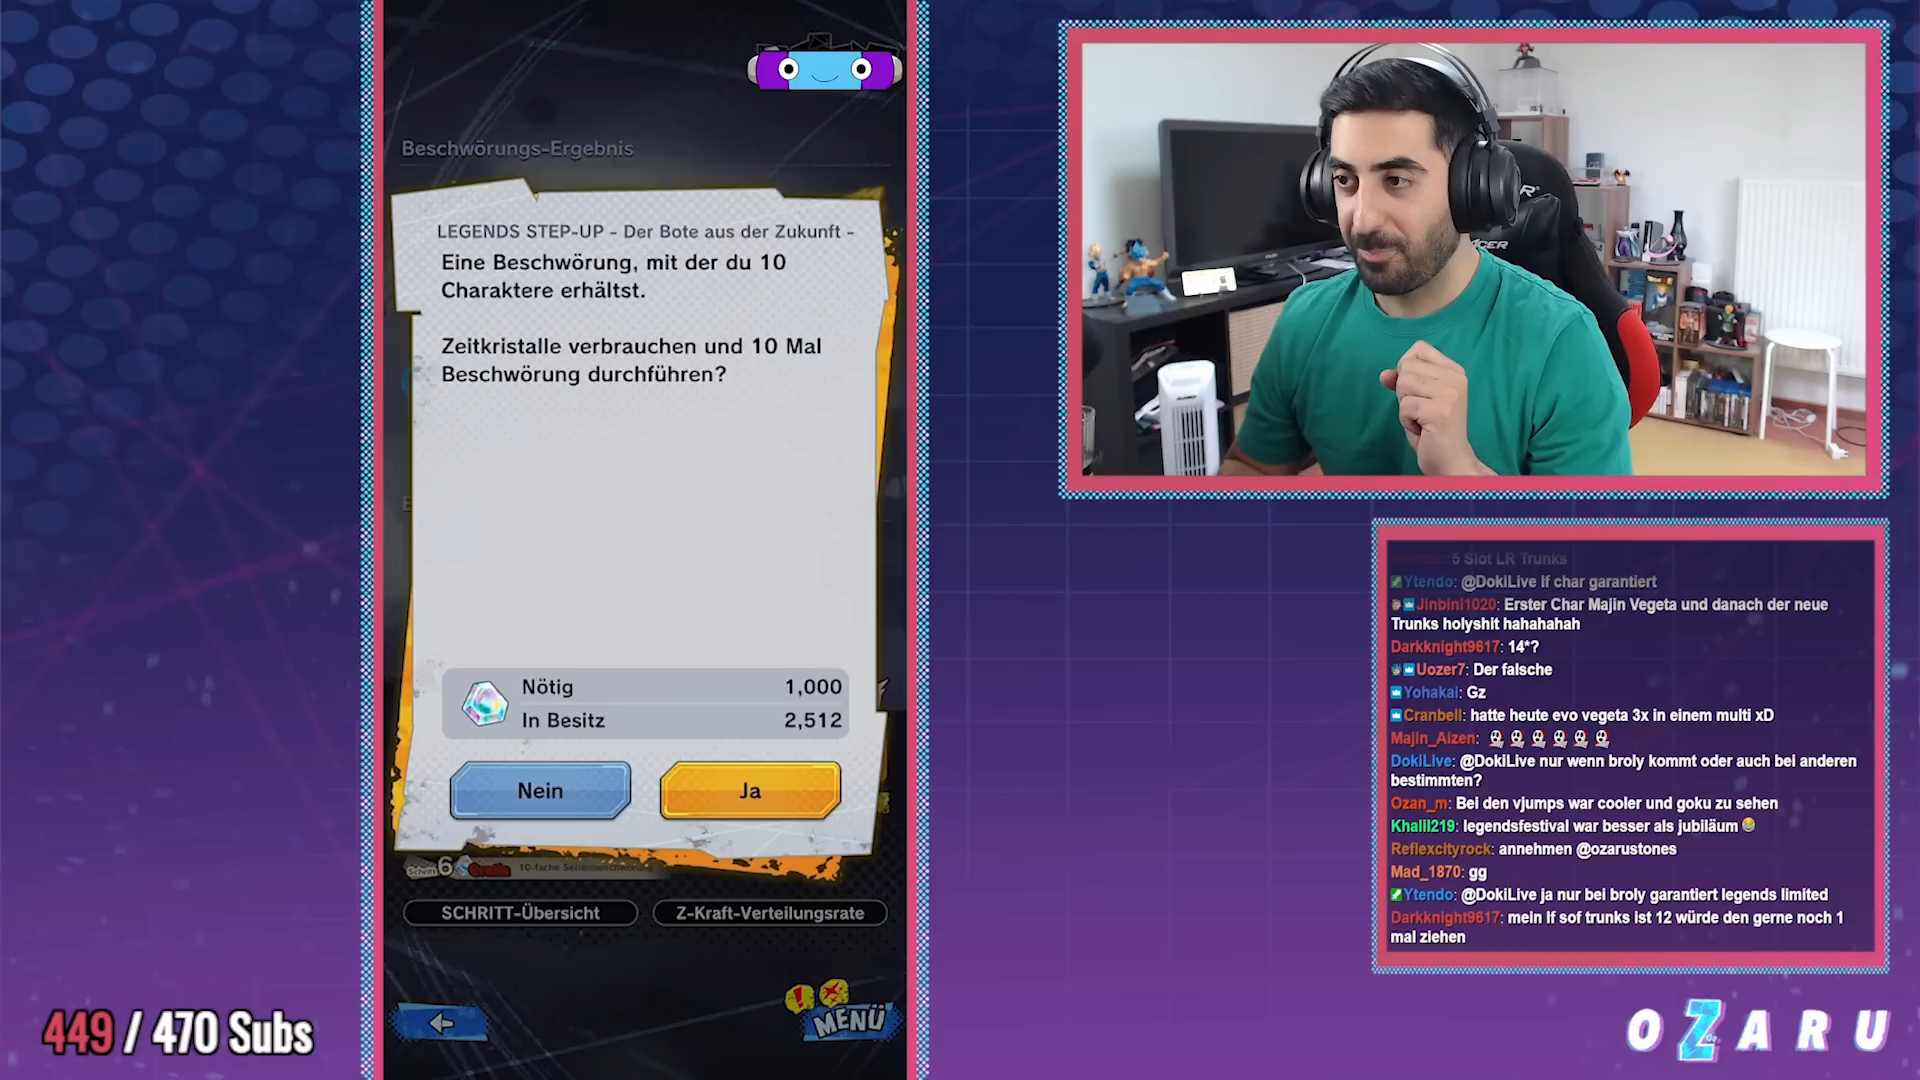 Beschwörungs-Ergebnis
LEGENDS STEP-UP - Der Bote aus der Zukunft -
Eine Beschwörung, mit der du 10
Charaktere erhältst.
Zeitkristalle verbrauchen und 10 Mal
Beschwörung durchführen?
Nötig 1,000
In Besitz 2,512
Nein
Ja
Schritt 6 Gratis 10-fache Serienbeschwörung
SCHRITT-Übersicht
Z-Kraft-Verteilungsrate
MENÜ
449 / 470 Subs
5 Slot LR Trunks
Ytendo: @DokiLive lf char garantiert
Jinbini1020: Erster Char Majin Vegeta und danach der neue
Trunks holyshit hahahahah
Darkknight9617: 14*?
Uozer7: Der falsche
Yohakai: Gz
Cranbell: hatte heute evo vegeta 3x in einem multi xD
Majin_Aizen:
DokiLive: @DokiLive nur wenn broly kommt oder auch bei anderen
bestimmten?
Ozan_m: Bei den vjumps war cooler und goku zu sehen
Khalil219: legendsfestival war besser als jubiläum 😂
Reflexcityrock: annehmen @ozarustones
Mad_1870: gg
Ytendo: @DokiLive ja nur bei broly garantiert legends limited
Darkknight9617: mein lf sof trunks ist 12 würde den gerne noch 1
mal ziehen
OZARU